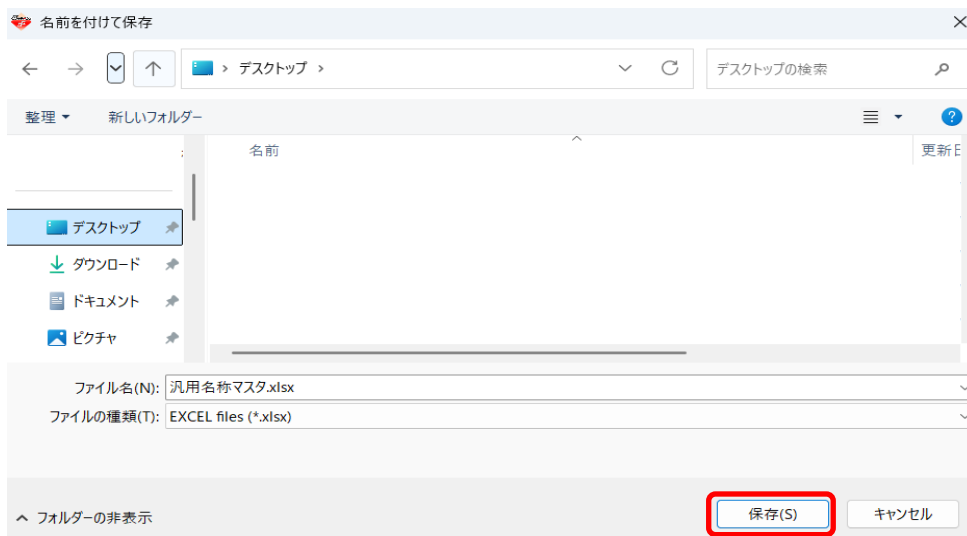 名前を付けて保存
デスクトップ
デスクトップの検索
整理
新しいフォルダー
名前
更新日
デスクトップ
ダウンロード
ドキュメント
ピクチャ
ファイル名(N): 汎用名称マスタ.xlsx
ファイルの種類(T): EXCEL files (*.xlsx)
フォルダーの非表示
保存(S)
キャンセル